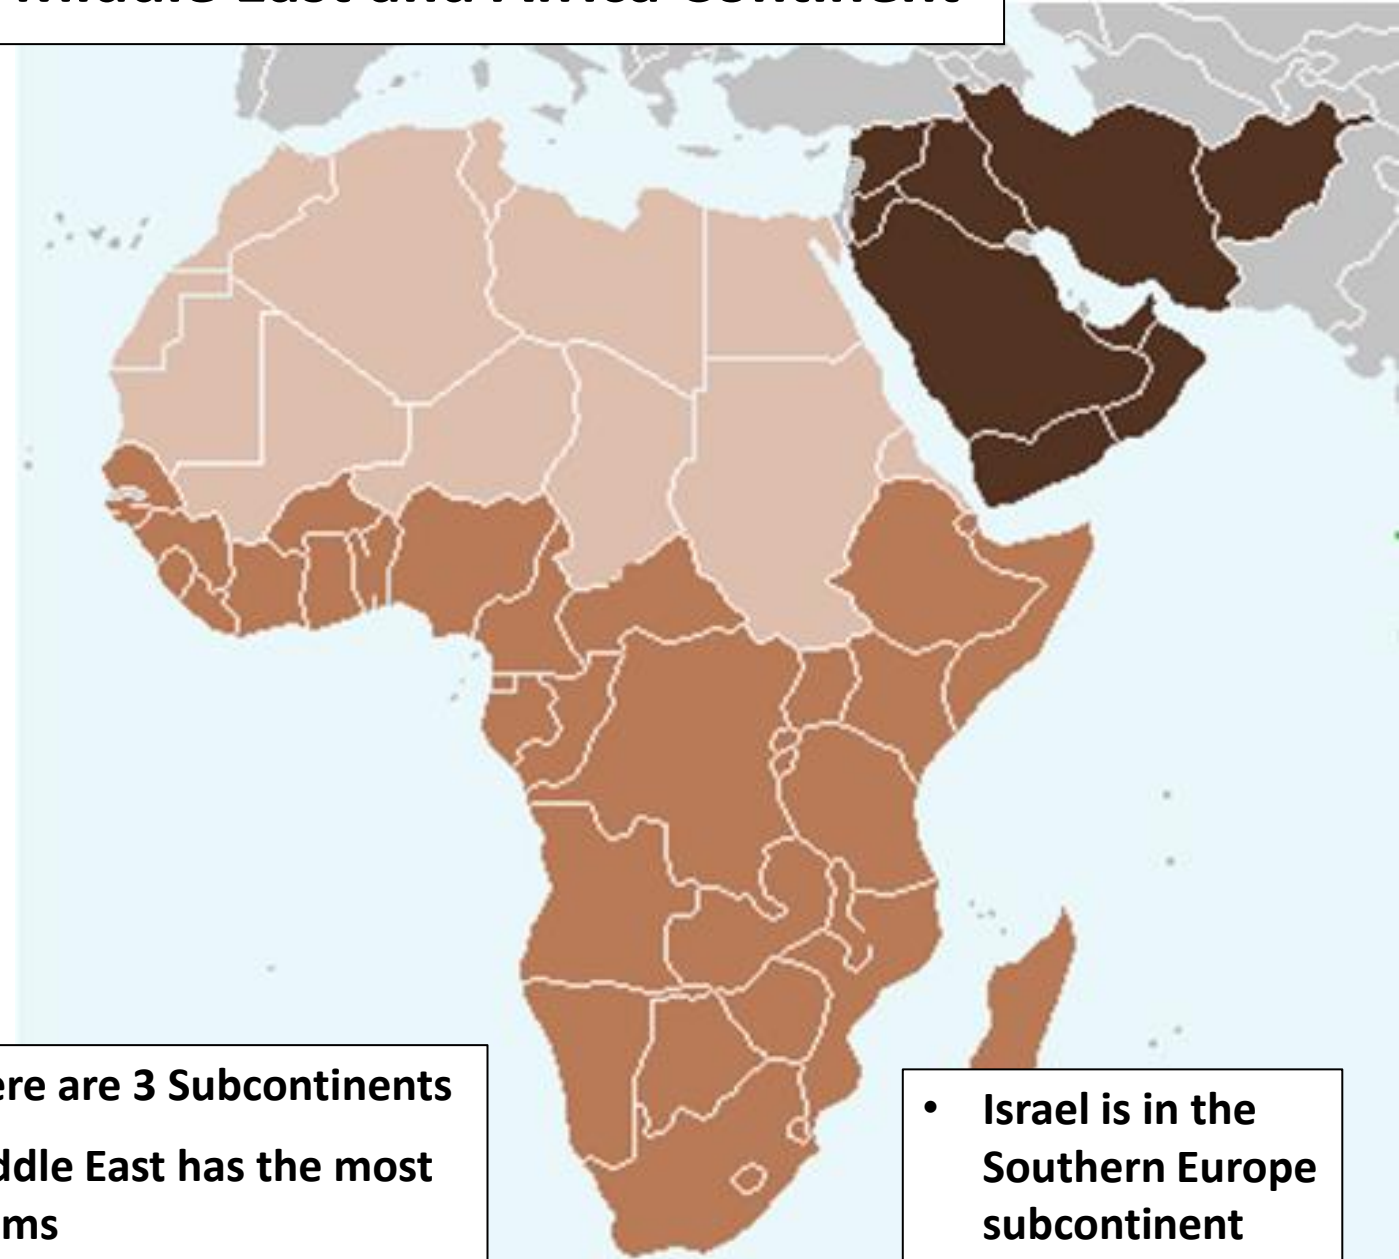 Middle East and Africa Continent
ere are 3 Subcontinents
ddle East has the most
ms
• Israel is in the
Southern Europe
subcontinent